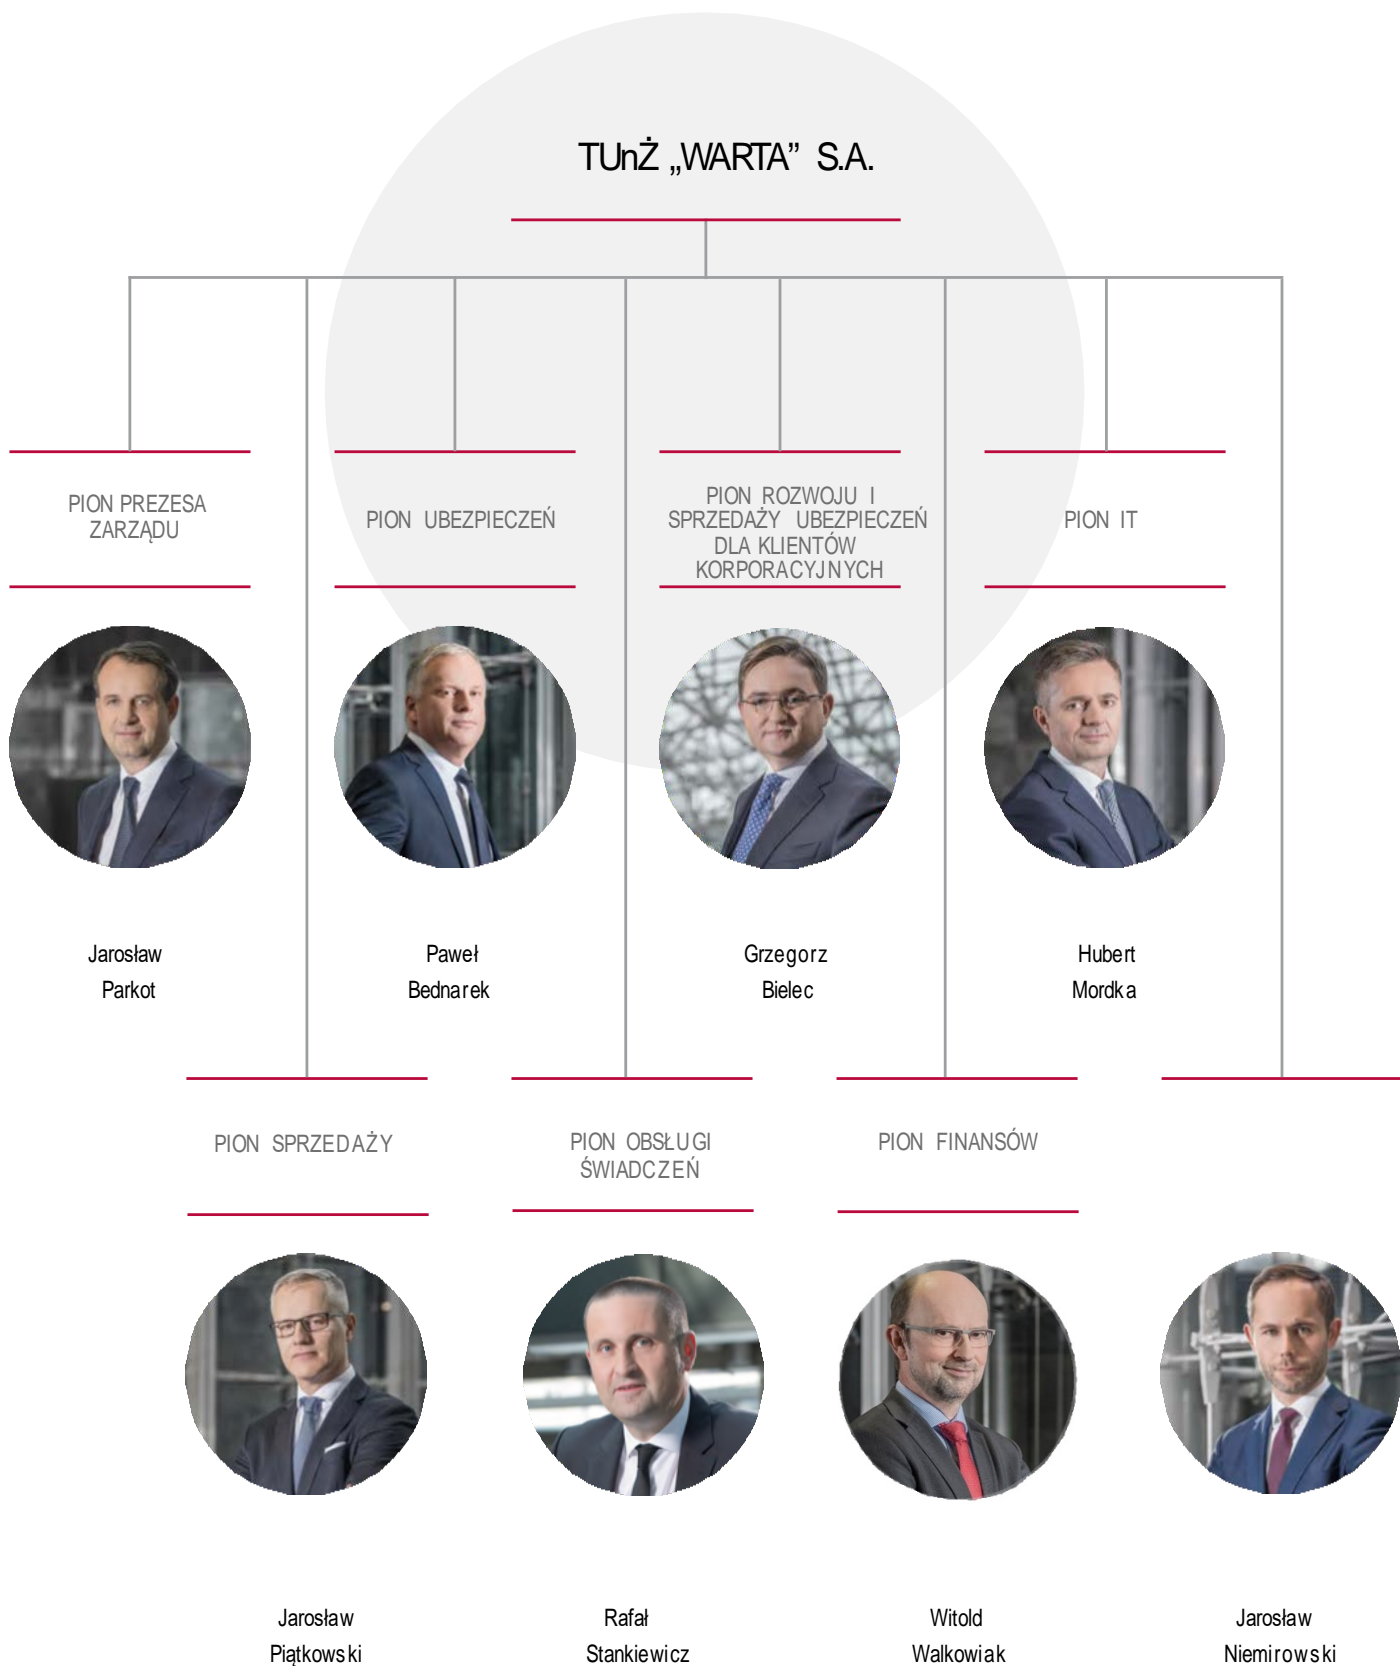 TUnŻ „WARTA” S.A.
PION PREZESA
ZARZĄDU
PION UBEZPIECZEŃ
PION ROZWOJU I
SPRZEDAŻY UBEZPIECZEŃ
DLA KLIENTÓW
KORPORACYJNYCH
PION IT
Jarosław
Parkot
Paweł
Bednarek
Grzegorz
Bielec
Hubert
Mordka
PION SPRZEDAŻY
PION OBSŁUGI
ŚWIADCZEŃ
PION FINANSÓW
Jarosław
Piątkowski
Rafał
Stankiewicz
Witold
Walkowiak
Jarosław
Niemirowski